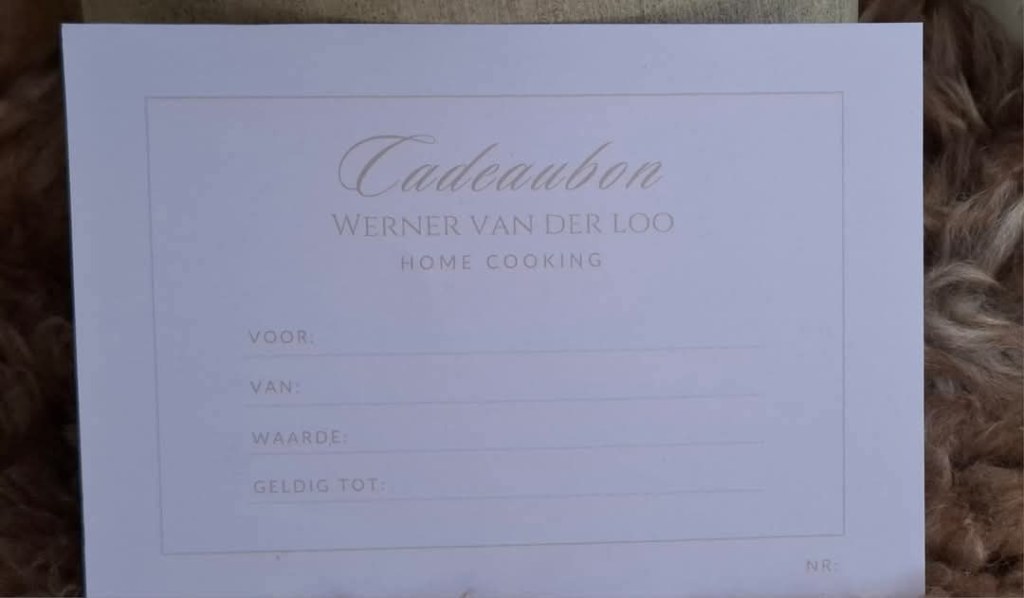 Cadeaubon
WERNER VAN DER LOO
HOME COOKING
VOOR:
VAN:
WAARDE:
GELDIG TOT:
NR: